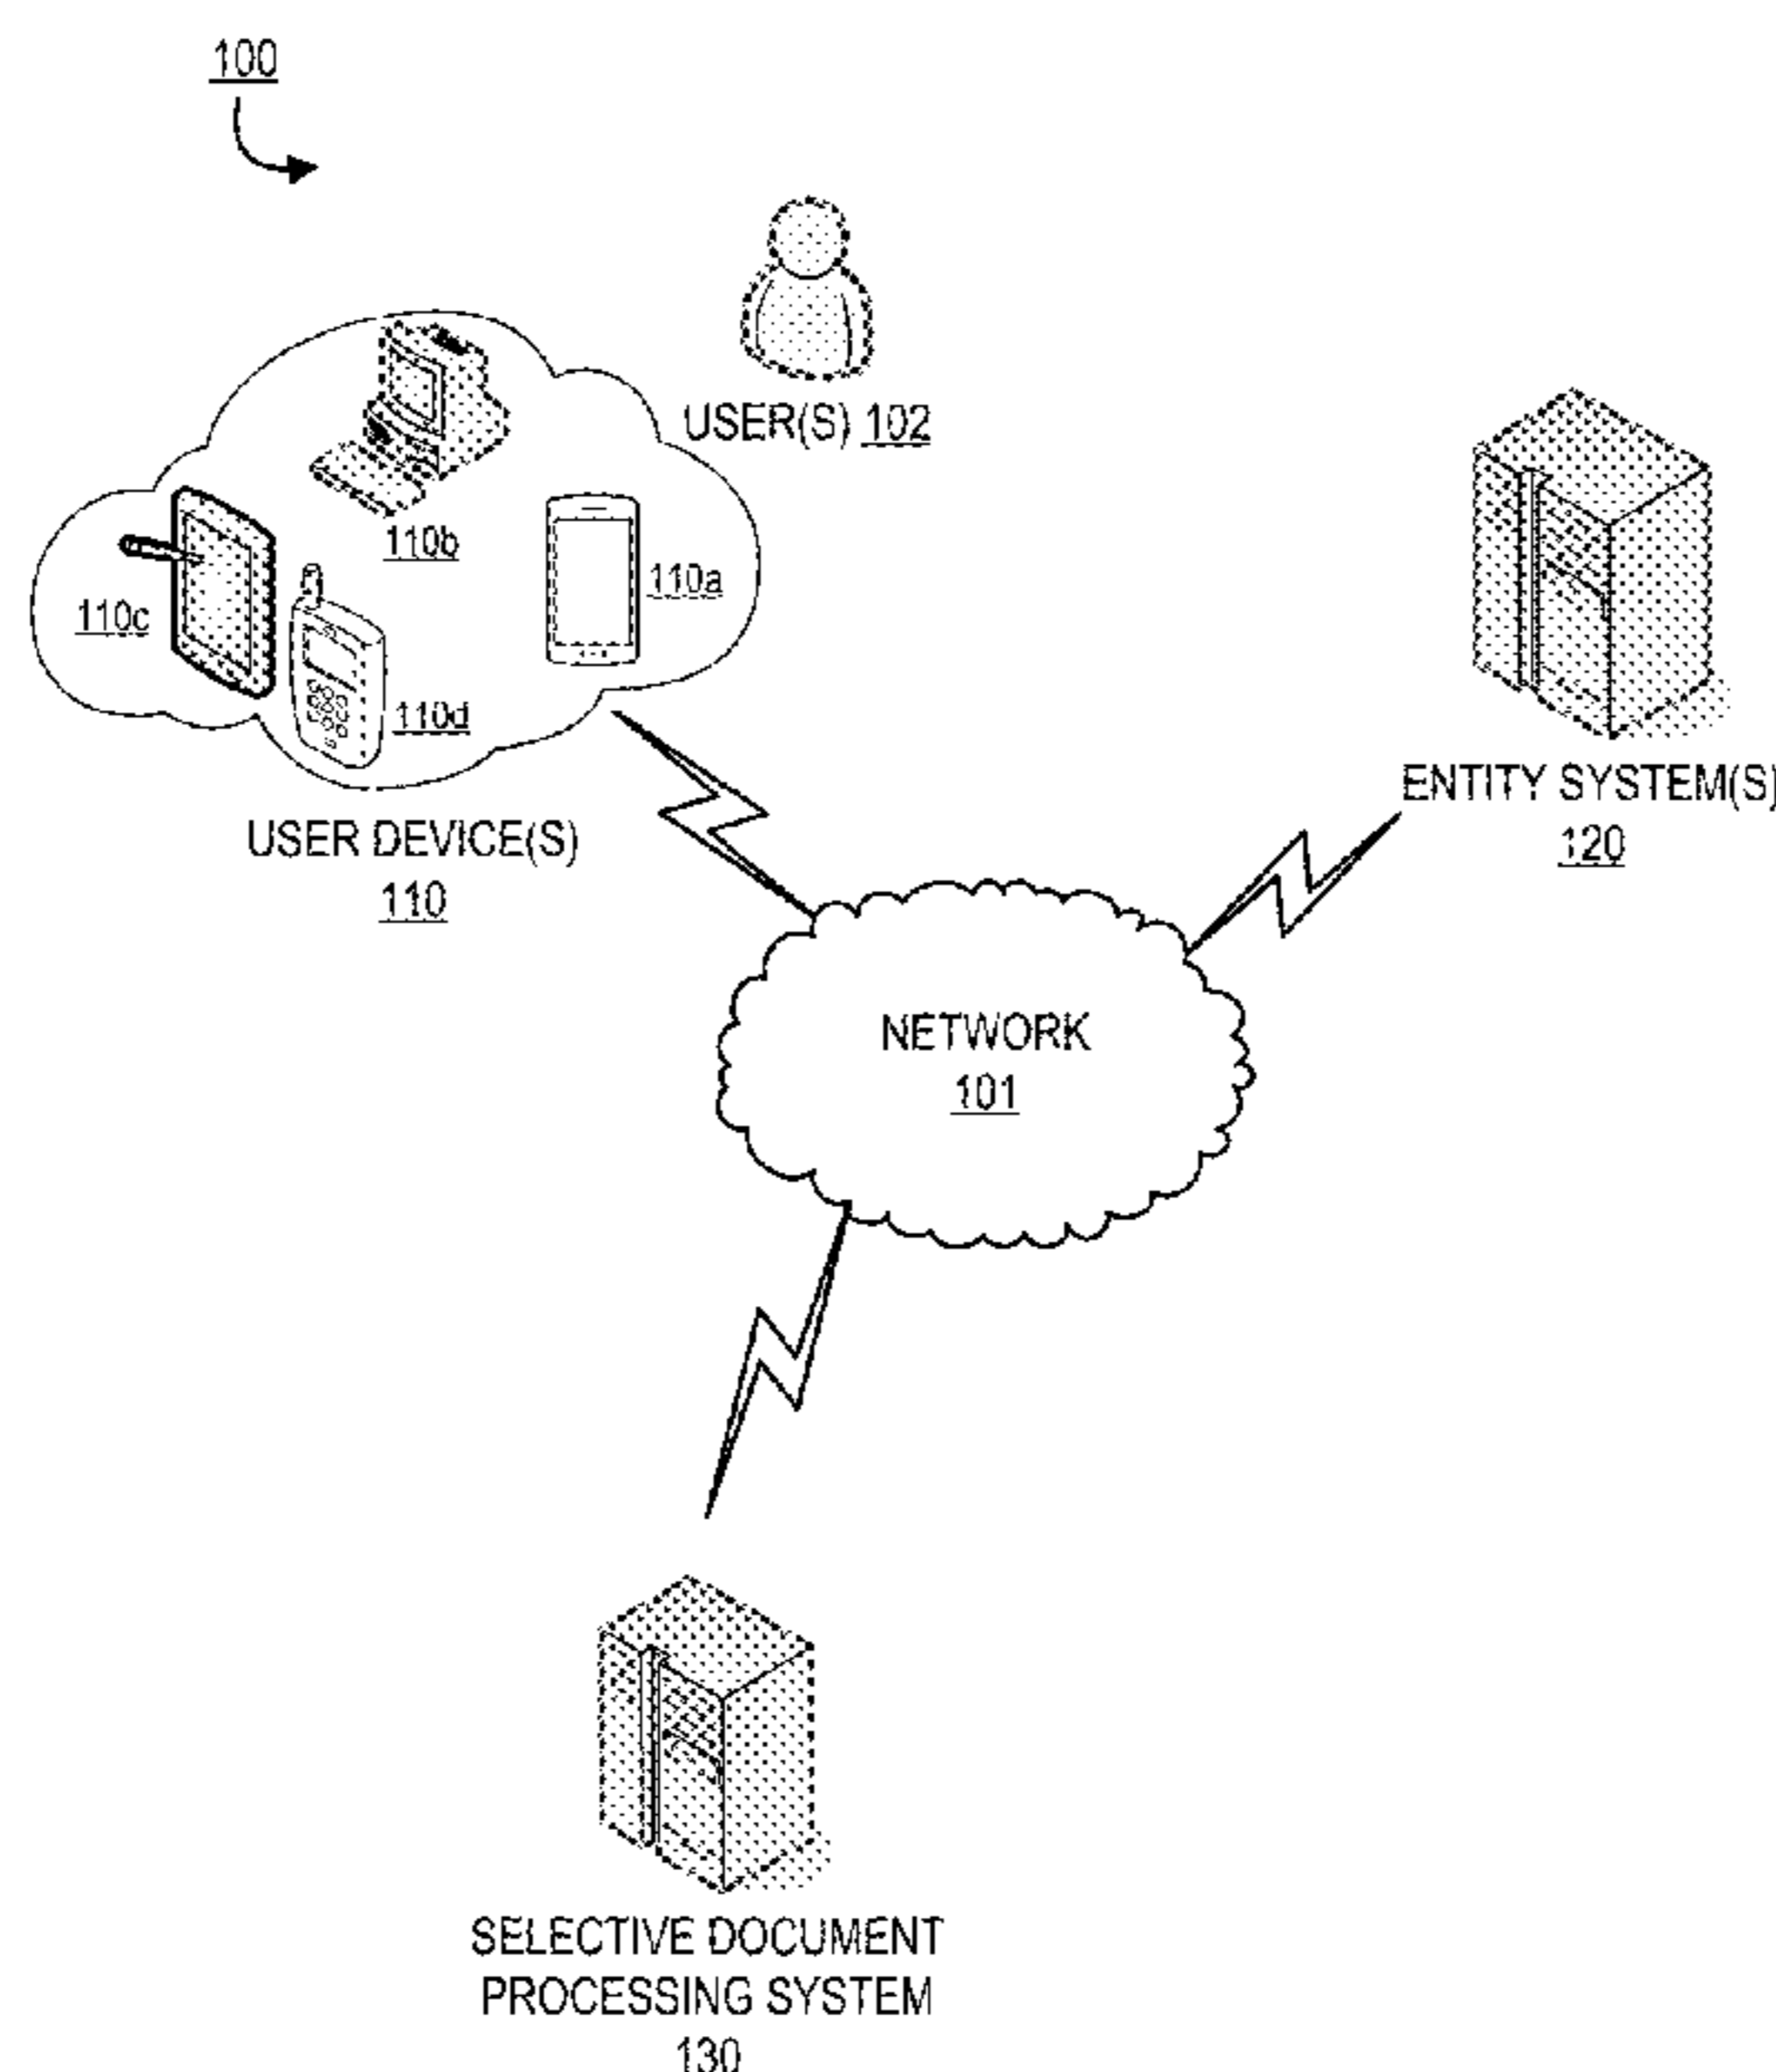 100
USER(S) 102
110b
110a
110c
110d
USER DEVICE(S)
110
ENTITY SYSTEM(S)
120
NETWORK
101
SELECTIVE DOCUMENT
PROCESSING SYSTEM
130